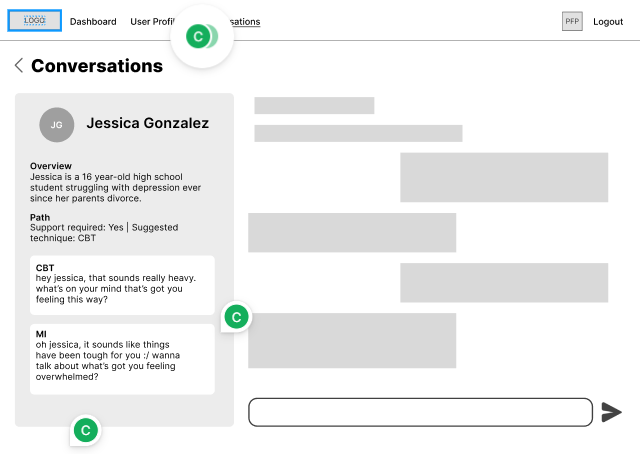 LOGO
Dashboard
User Profil
sations
PFP
Logout
C
Conversations
JG
Jessica Gonzalez
Overview
Jessica is a 16 year-old high school
student struggling with depression ever
since her parents divorce.
Path
Support required: Yes | Suggested
technique: CBT
CBT
hey jessica, that sounds really heavy.
what's on your mind that's got you
feeling this way?
C
MI
oh jessica, it sounds like things
have been tough for you :/ wanna
talk about what's got you feeling
overwhelmed?
C